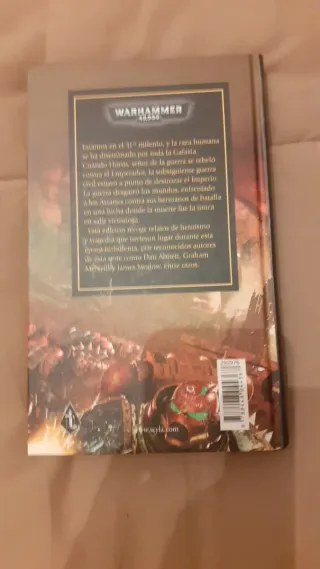 WARHAMMER
40,000
Estamos en el 31º milenio, y la raza humana
se ha diseminado por toda la Galaxia.
Cuando Horus, señor de la guerra se rebeló
contra el Emperador, la subsiguiente guerra
civil estuvo a punto de destruir el Imperio.
La guerra desgarró los mundos, enfrentado
a los Astartes contra sus hermanos de batalla
en una lucha donde la muerte fue la única
en salir victoriosa.
Esta edición recoge relatos de heroísmo
y tragedia que tuvieron lugar durante esta
época turbulenta, por reconocidos autores
de esta serie como Dan Abnett, Graham
McNeill y James Swallow, entre otros.
www.scyla.com